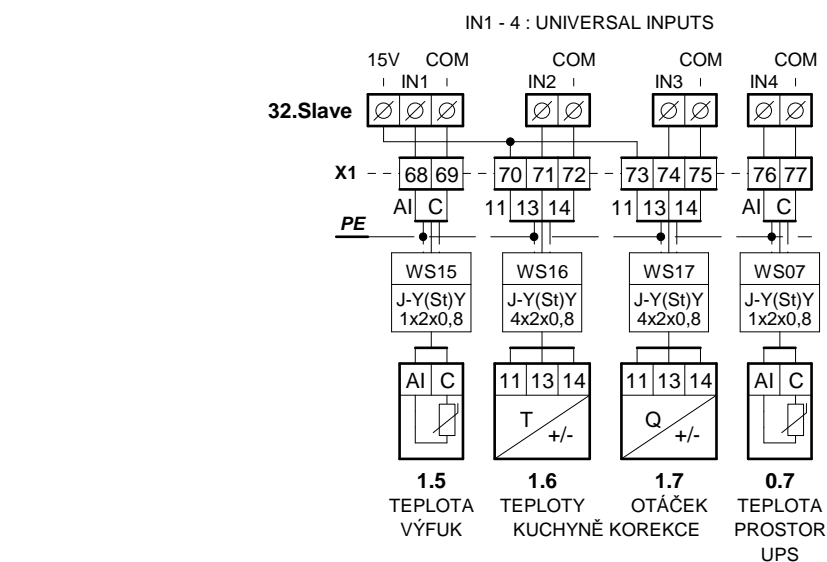 IN1 - 4 : UNIVERSAL INPUTS
15V COM COM COM COM
IN1 IN2 IN3 IN4
32.Slave
X1 68 69 70 71 72 73 74 75 76 77
AI C 11 13 14 11 13 14 AI C
PE
WS15 WS16 WS17 WS07
J-Y(St)Y J-Y(St)Y J-Y(St)Y J-Y(St)Y
1x2x0,8 4x2x0,8 4x2x0,8 1x2x0,8
AI C 11 13 14 11 13 14 AI C
T Q
+/- +/-
1.5 1.6 1.7 0.7
TEPLOTA TEPLOTY OTÁČEK TEPLOTA
VÝFUK KUCHYNĚ KOREKCE PROSTOR
UPS